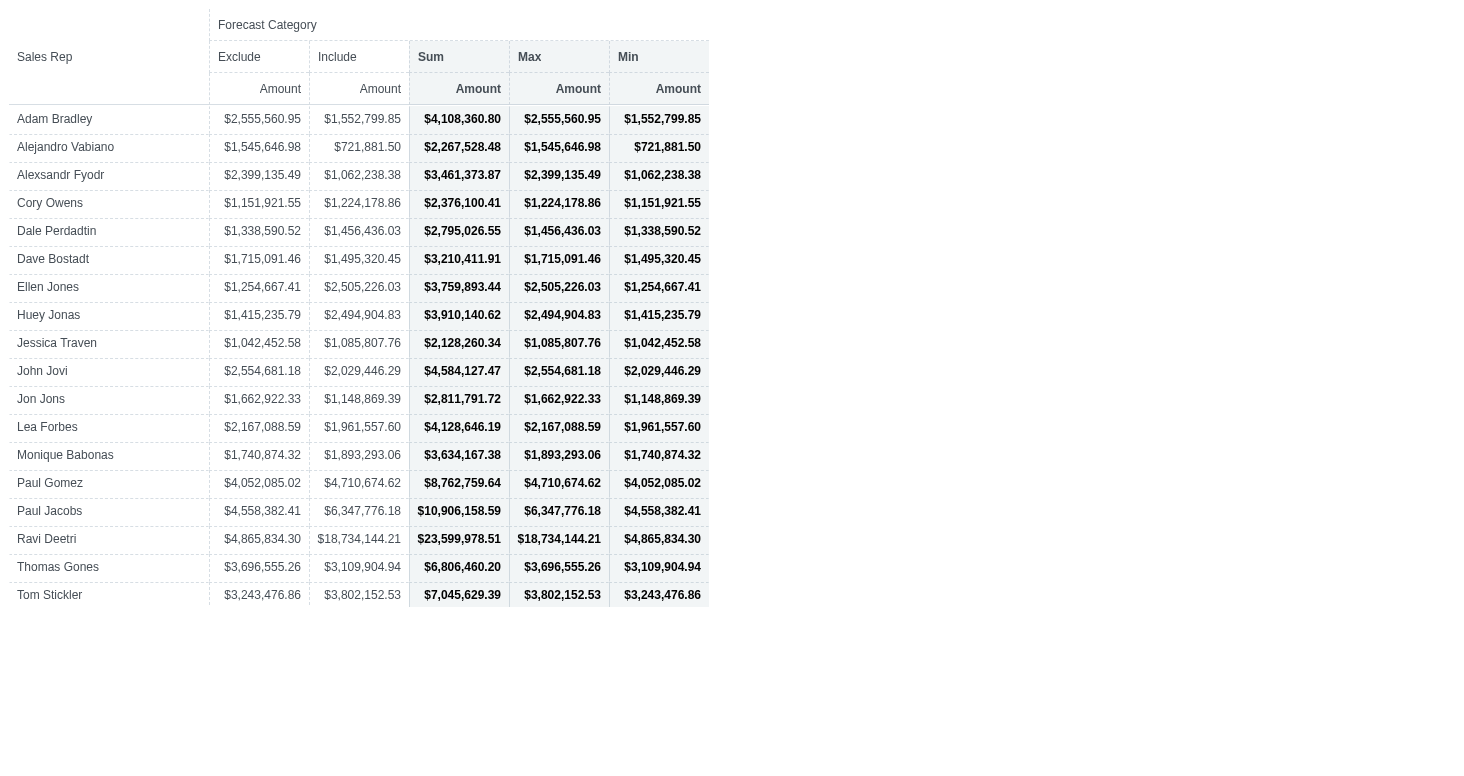 Forecast Category
Sales Rep Exclude Include Sum Max Min
Amount Amount Amount Amount Amount
Adam Bradley $2,555,560.95 $1,552,799.85 $4,108,360.80 $2,555,560.95 $1,552,799.85
Alejandro Vabiano $1,545,646.98 $721,881.50 $2,267,528.48 $1,545,646.98 $721,881.50
Alexsandr Fyodr $2,399,135.49 $1,062,238.38 $3,461,373.87 $2,399,135.49 $1,062,238.38
Cory Owens $1,151,921.55 $1,224,178.86 $2,376,100.41 $1,224,178.86 $1,151,921.55
Dale Perdadtin $1,338,590.52 $1,456,436.03 $2,795,026.55 $1,456,436.03 $1,338,590.52
Dave Bostadt $1,715,091.46 $1,495,320.45 $3,210,411.91 $1,715,091.46 $1,495,320.45
Ellen Jones $1,254,667.41 $2,505,226.03 $3,759,893.44 $2,505,226.03 $1,254,667.41
Huey Jonas $1,415,235.79 $2,494,904.83 $3,910,140.62 $2,494,904.83 $1,415,235.79
Jessica Traven $1,042,452.58 $1,085,807.76 $2,128,260.34 $1,085,807.76 $1,042,452.58
John Jovi $2,554,681.18 $2,029,446.29 $4,584,127.47 $2,554,681.18 $2,029,446.29
Jon Jons $1,662,922.33 $1,148,869.39 $2,811,791.72 $1,662,922.33 $1,148,869.39
Lea Forbes $2,167,088.59 $1,961,557.60 $4,128,646.19 $2,167,088.59 $1,961,557.60
Monique Babonas $1,740,874.32 $1,893,293.06 $3,634,167.38 $1,893,293.06 $1,740,874.32
Paul Gomez $4,052,085.02 $4,710,674.62 $8,762,759.64 $4,710,674.62 $4,052,085.02
Paul Jacobs $4,558,382.41 $6,347,776.18 $10,906,158.59 $6,347,776.18 $4,558,382.41
Ravi Deetri $4,865,834.30 $18,734,144.21 $23,599,978.51 $18,734,144.21 $4,865,834.30
Thomas Gones $3,696,555.26 $3,109,904.94 $6,806,460.20 $3,696,555.26 $3,109,904.94
Tom Stickler $3,243,476.86 $3,802,152.53 $7,045,629.39 $3,802,152.53 $3,243,476.86